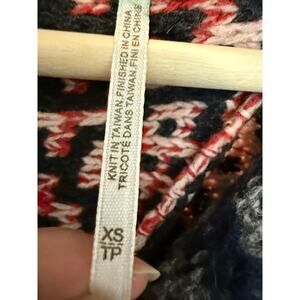 KNIT IN TAIWAN, FINISHED IN CHINA
TRICOTÉ DANS TAIWAN, FINI EN CHINE
XS
TP